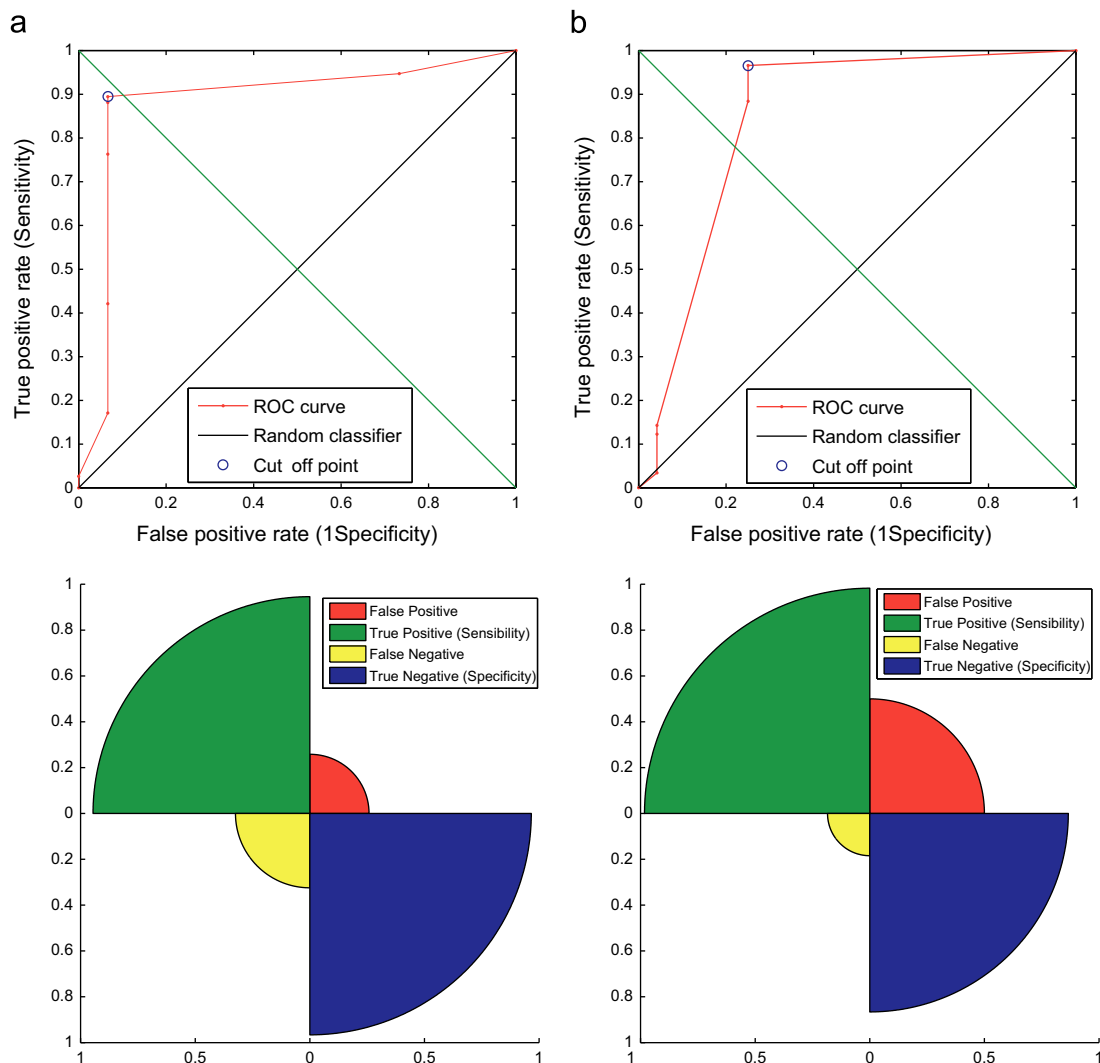 a
1
0.9
0.8
0.7
0.6
0.5
0.4
0.3
0.2
0.1
0
True positive rate (Sensitivity)
ROC curve
Random classifier
Cut off point
0 0.2 0.4 0.6 0.8 1
False positive rate (1Specificity)
b
1
0.9
0.8
0.7
0.6
0.5
0.4
0.3
0.2
0.1
0
True positive rate (Sensitivity)
ROC curve
Random classifier
Cut off point
0 0.2 0.4 0.6 0.8 1
False positive rate (1Specificity)
1
0.8
0.6
0.4
0.2
0
0.2
0.4
0.6
0.8
1
False Positive
True Positive (Sensibility)
False Negative
True Negative (Specificity)
1 0.5 0 0.5 1
1
0.8
0.6
0.4
0.2
0
0.2
0.4
0.6
0.8
1
False Positive
True Positive (Sensibility)
False Negative
True Negative (Specificity)
1 0.5 0 0.5 1